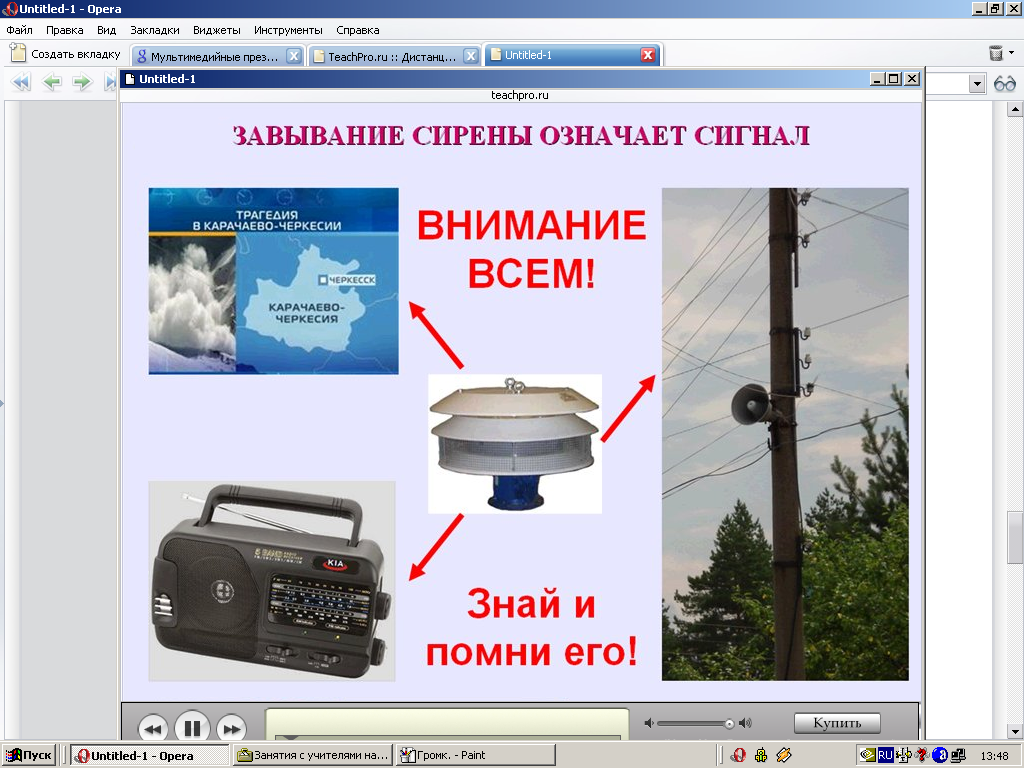 Untitled-1 - Opera
Файл Правка Вид Закладки Виджеты Инструменты Справка
Создать вкладку
Мультимедийные през...
TeachPro.ru :: Дистанц...
Untitled-1
Untitled-1
teachpro.ru
ЗАВЫВАНИЕ СИРЕНЫ ОЗНАЧАЕТ СИГНАЛ
ТРАГЕДИЯ
В КАРАЧАЕВО-ЧЕРКЕСИИ
ЧЕРКЕССК
КАРАЧАЕВО-
ЧЕРКЕСИЯ
ВНИМАНИЕ
ВСЕМ!
5 BAND
KIA
Знай и
помни его!
Купить
Пуск
Untitled-1 - Opera
Занятия с учителями на...
Громк. - Paint
RU
13:48